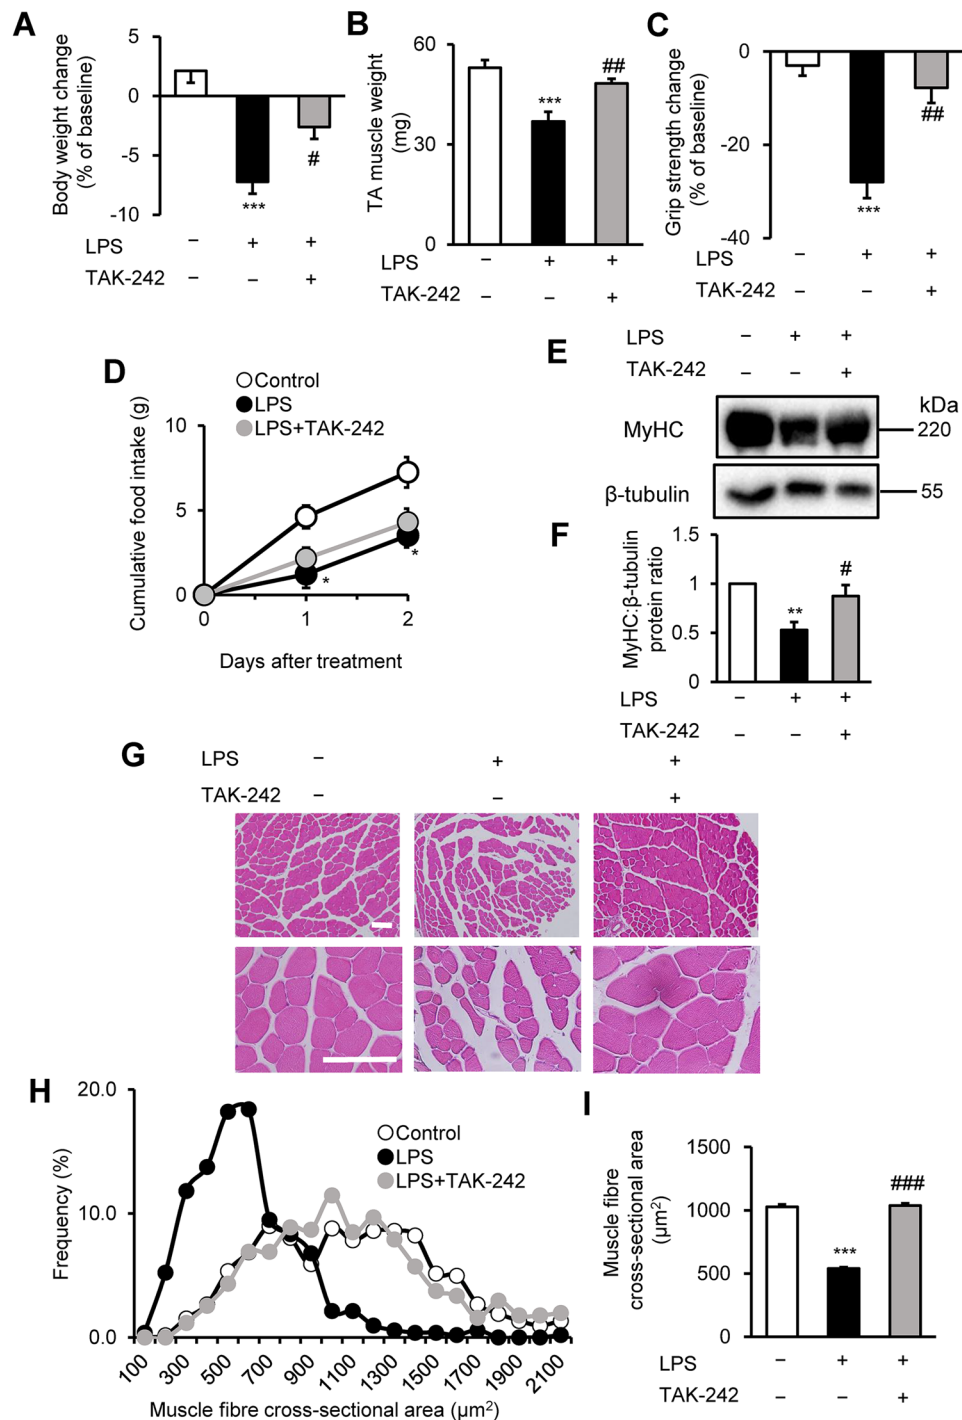 A
Body weight change
(% of baseline)
5
0
-5
-10
***
#
LPS − + +
TAK-242 − − +
B
TA muscle weight
(mg)
60
30
0
***
##
LPS − + +
TAK-242 − − +
C
Grip strength change
(% of baseline)
0
-20
-40
***
##
LPS − + +
TAK-242 − − +
D
Control
LPS
LPS+TAK-242
Cumulative food intake (g)
10
5
0
*
*
0 1 2
Days after treatment
E
LPS − + +
TAK-242 − − +
kDa
MyHC 220
β-tubulin 55
F
MyHC:β-tubulin
protein ratio
1.5
1
0.5
0
**
#
LPS − + +
TAK-242 − − +
G
LPS − + +
TAK-242 − − +
H
Frequency (%)
20.0
10.0
0.0
Control
LPS
LPS+TAK-242
100 300 500 700 900 1100 1300 1500 1700 1900 2100
Muscle fibre cross-sectional area (µm²)
I
Muscle fibre
cross-sectional area
(µm²)
1500
1000
500
0
***
###
LPS − + +
TAK-242 − − +